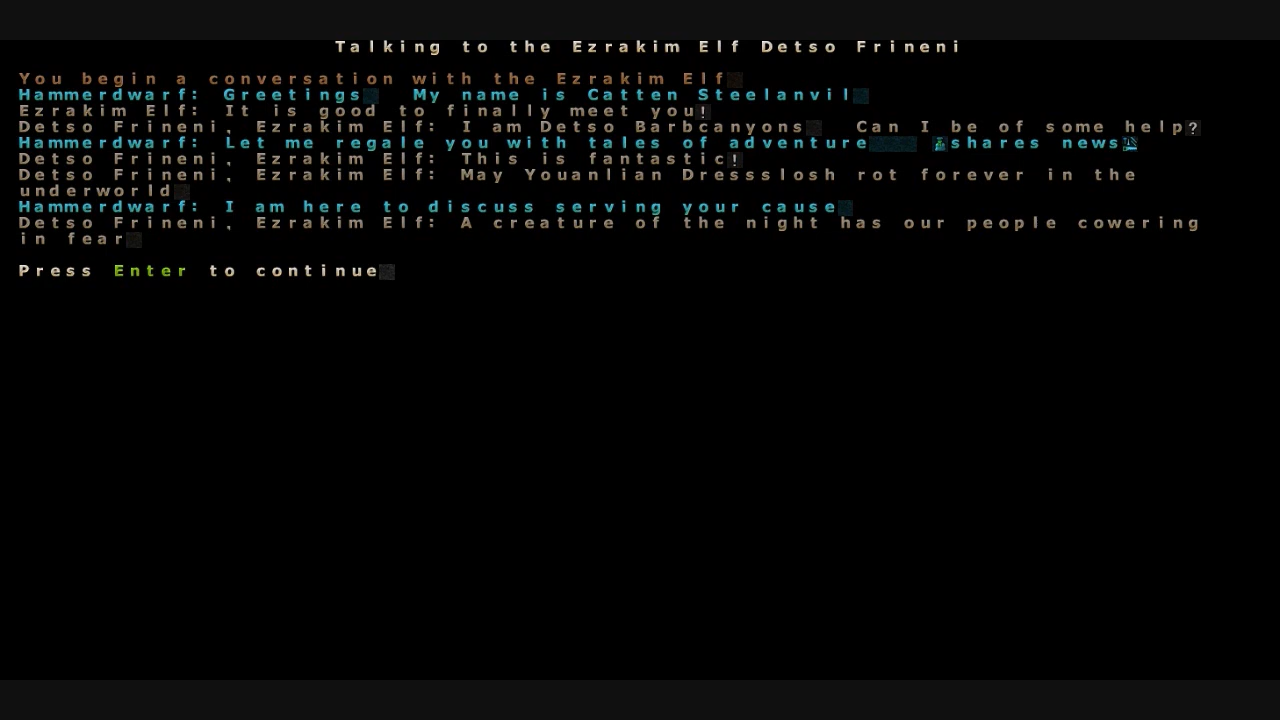 Talking to the Ezrakim Elf Detso Frineni
You begin a conversation with the Ezrakim Elf
Hammerdwarf: Greetings My name is Catten Steelanvil
Ezrakim Elf: It is good to finally meet you!
Detso Frineni, Ezrakim Elf: I am Detso Barbcanyons Can I be of some help?
Hammerdwarf: Let me regale you with tales of adventure shares news
Detso Frineni, Ezrakim Elf: This is fantastic!
Detso Frineni, Ezrakim Elf: May Youanlian Dressslosh rot forever in the
underworld
Hammerdwarf: I am here to discuss serving your cause
Detso Frineni, Ezrakim Elf: A creature of the night has our people cowering
in fear
Press Enter to continue